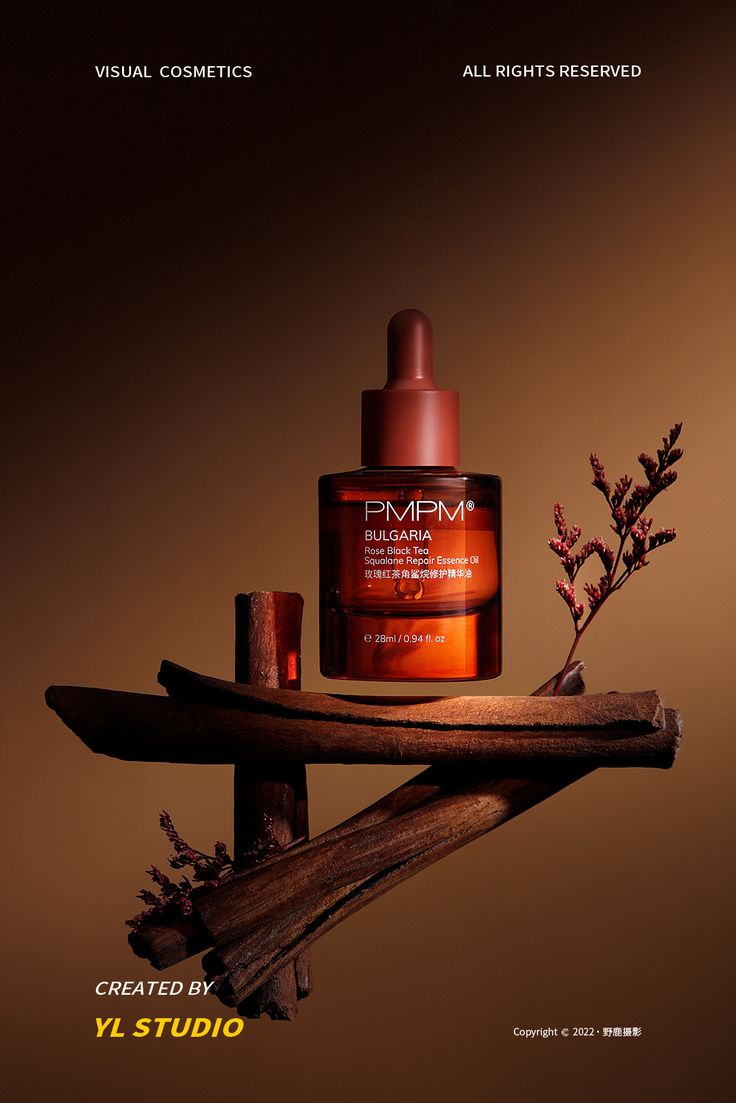 VISUAL COSMETICS
ALL RIGHTS RESERVED
PMPM®
BULGARIA
Rose Black Tea
Squalane Repair Essence Oil
玫瑰红茶角鲨烷修护精华油
℮ 28ml / 0.94 fl. oz
CREATED BY
YL STUDIO
Copyright © 2022 · 野鹿摄影